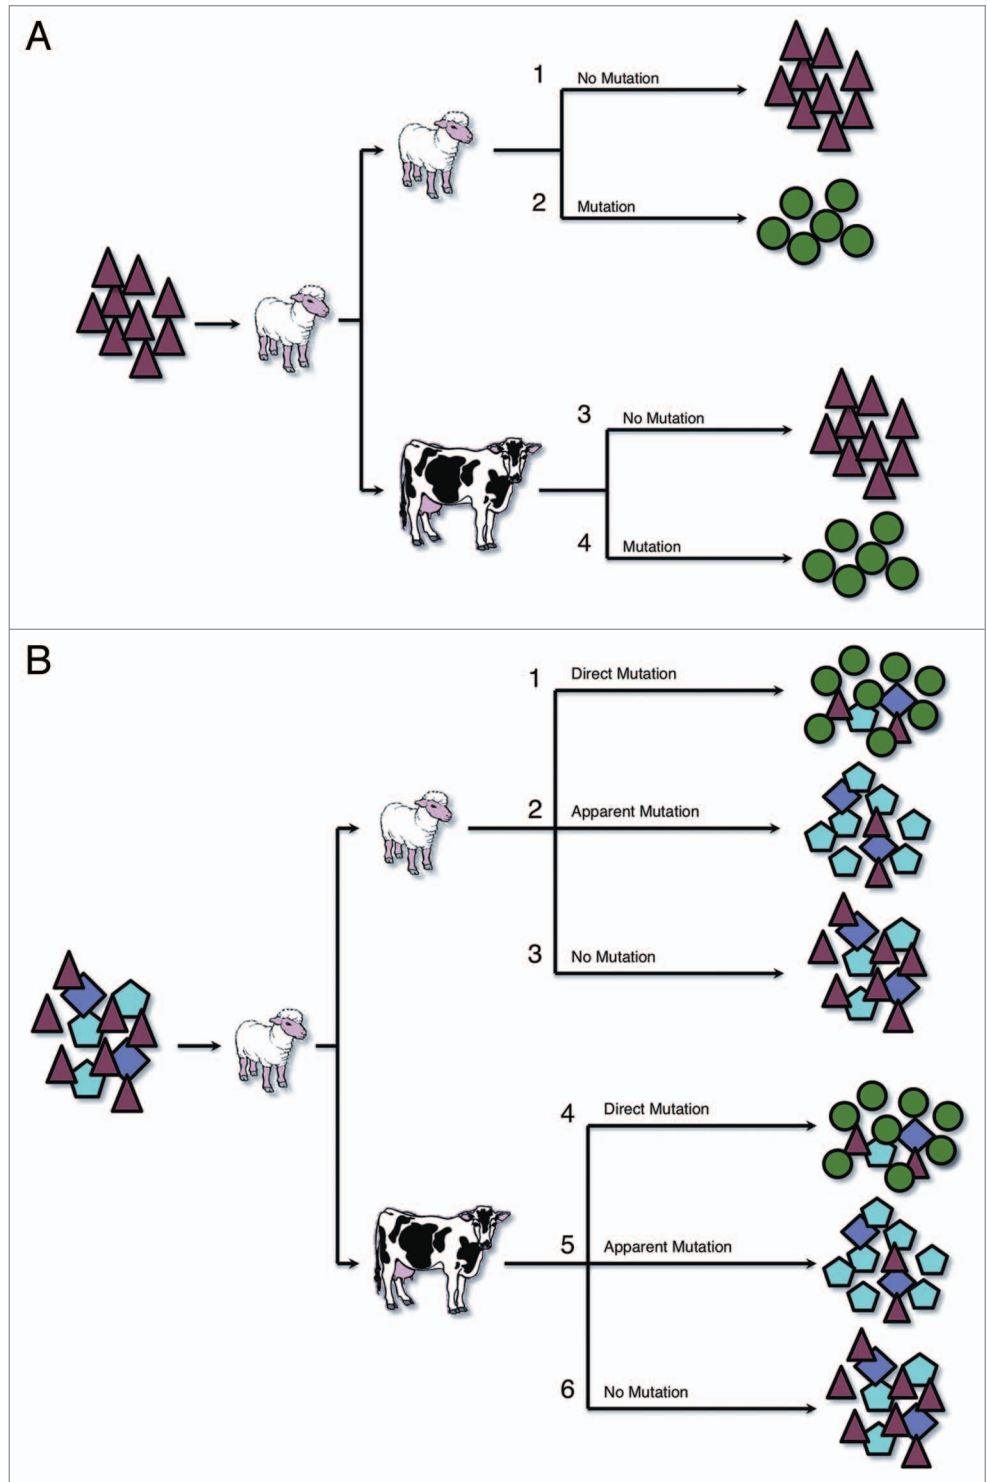 A
1 No Mutation
2 Mutation
3 No Mutation
4 Mutation
B
1 Direct Mutation
2 Apparent Mutation
3 No Mutation
4 Direct Mutation
5 Apparent Mutation
6 No Mutation